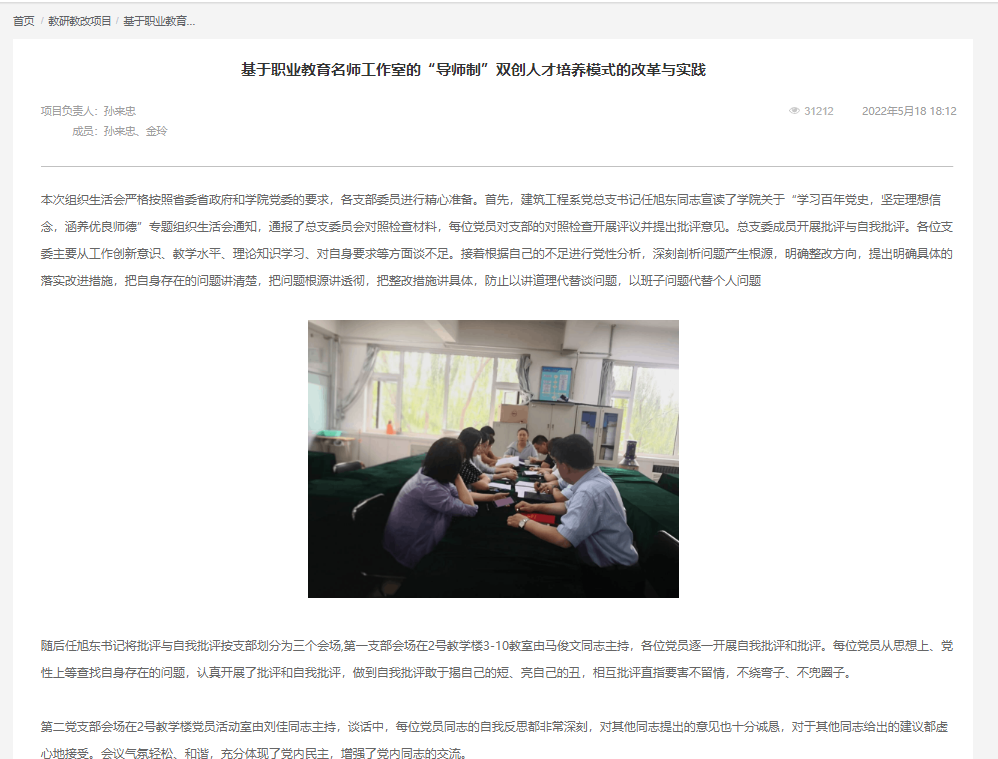 首页 / 教研教改项目 / 基于职业教育...
基于职业教育名师工作室的“导师制”双创人才培养模式的改革与实践
项目负责人：孙来忠
31212
2022年5月18 18:12
成员：孙来忠、金玲
本次组织生活会严格按照省委省政府和学院党委的要求，各支部委员进行精心准备。首先，建筑工程系党总支书记任旭东同志宣读了学院关于“学习百年党史，坚定理想信
念，涵养优良师德”专题组织生活会通知，通报了总支委员会对照检查材料，每位党员对支部的对照检查开展评议并提出批评意见。总支委成员开展批评与自我批评。各位支
委主要从工作创新意识、教学水平、理论知识学习、对自身要求等方面谈不足。接着根据自己的不足进行党性分析，深刻剖析问题产生根源，明确整改方向，提出明确具体的
落实改进措施，把自身存在的问题讲清楚，把问题根源讲透彻，把整改措施讲具体，防止以讲道理代替谈问题，以班子问题代替个人问题
随后任旭东书记将批评与自我批评按支部划分为三个会场,第一支部会场在2号教学楼3-10教室由马俊文同志主持，各位党员逐一开展自我批评和批评。每位党员从思想上、党
性上等查找自身存在的问题，认真开展了批评和自我批评，做到自我批评敢于揭自己的短、亮自己的丑，相互批评直指要害不留情，不绕弯子、不兜圈子。
第二党支部会场在2号教学楼党员活动室由刘佳同志主持，谈话中，每位党员同志的自我反思都非常深刻，对其他同志提出的意见也十分诚恳，对于其他同志给出的建议都虚
心地接受。会议气氛轻松、和谐，充分体现了党内民主，增强了党内同志的交流。